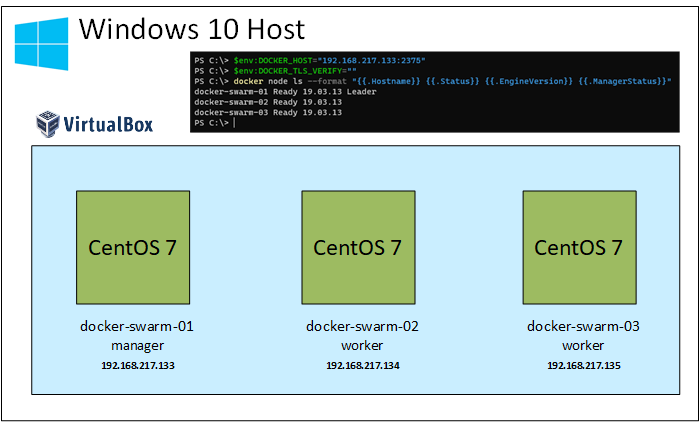 Windows 10 Host
PS C:\> $env:DOCKER_HOST="192.168.217.133:2375"
PS C:\> $env:DOCKER_TLS_VERIFY=""
PS C:\> docker node ls --format "{{.Hostname}} {{.Status}} {{.EngineVersion}} {{.ManagerStatus}}"
docker-swarm-01 Ready 19.03.13 Leader
docker-swarm-02 Ready 19.03.13
docker-swarm-03 Ready 19.03.13
PS C:\>
VirtualBox
CentOS 7
CentOS 7
CentOS 7
docker-swarm-01
manager
192.168.217.133
docker-swarm-02
worker
192.168.217.134
docker-swarm-03
worker
192.168.217.135